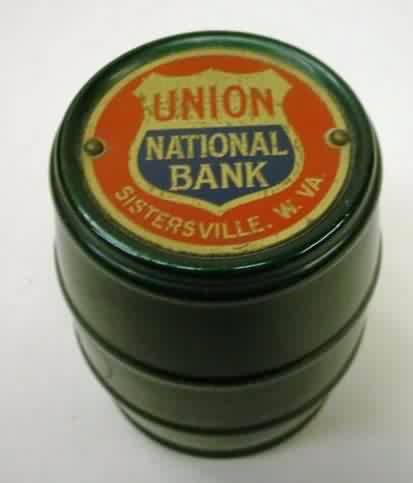 UNION
NATIONAL
BANK
SISTERSVILLE. W. VA.